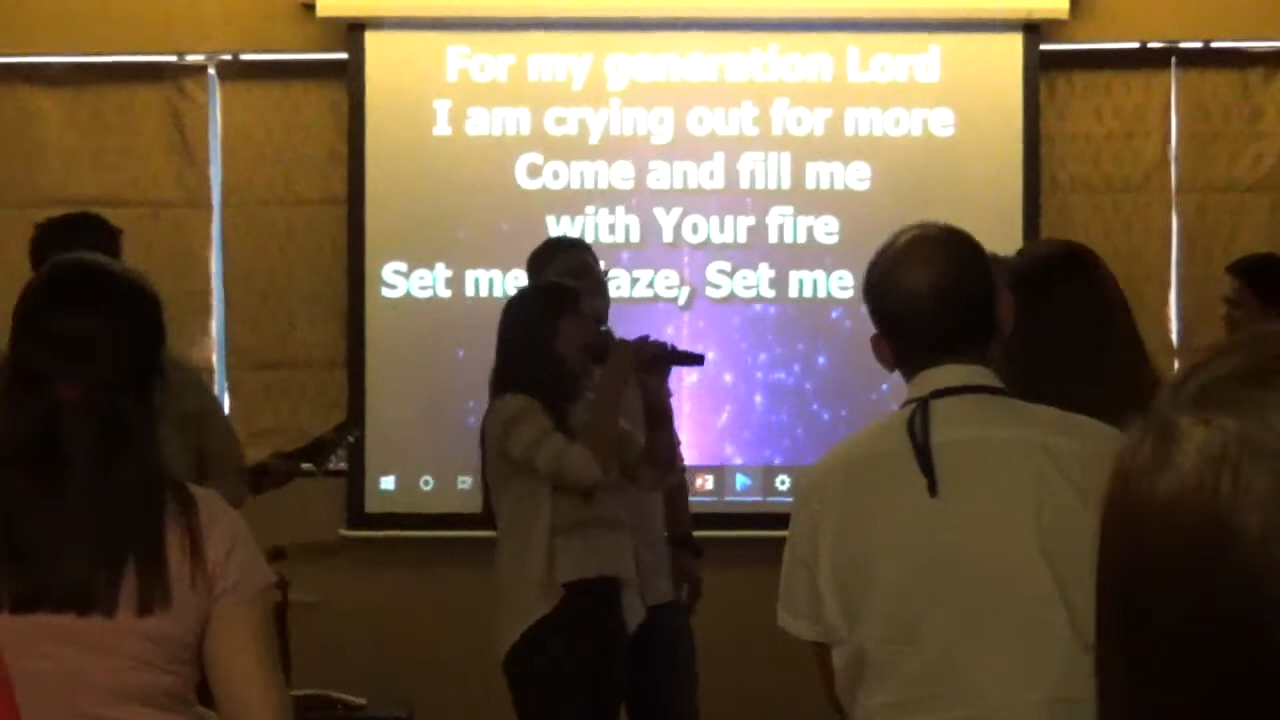 For my generation Lord
I am crying out for more
Come and fill me
with Your fire
Set me aze, Set me